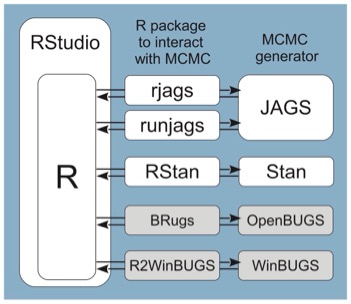 RStudio
R package
to interact
with MCMC
MCMC
generator
R
rjags
runjags
JAGS
RStan
Stan
BRugs
OpenBUGS
R2WinBUGS
WinBUGS